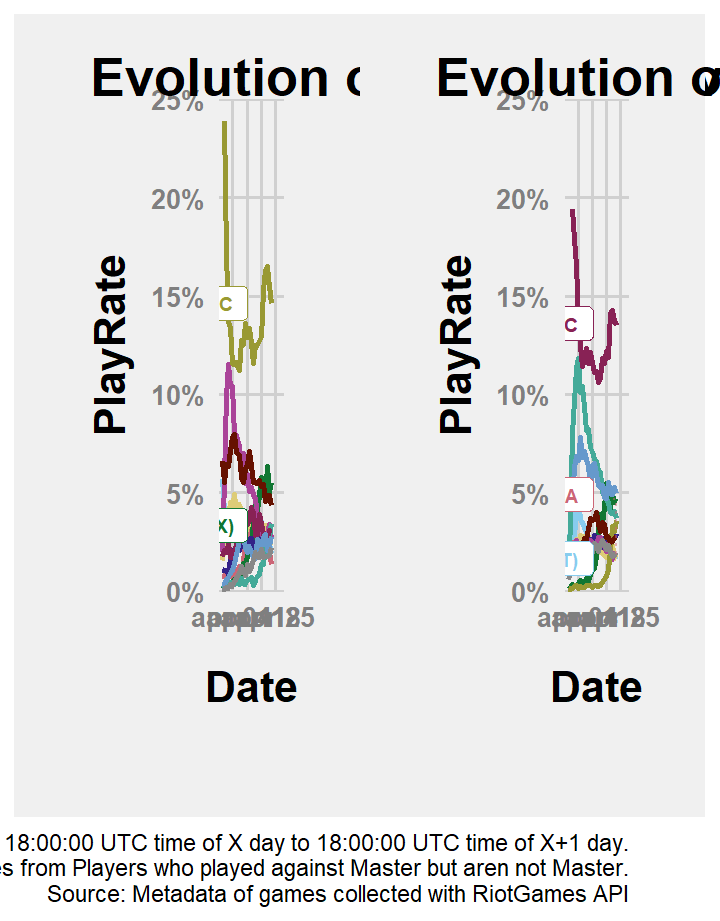 Evolution Evolution
25% 25%
20% 20%
15% 15%
10% 10%
5% 5%
0% 0%
PlayRate PlayRate
C C
X) A
T)
Date Date
18:00:00 UTC time of X day to 18:00:00 UTC time of X+1 day.
from Players who played against Master but aren not Master.
Source: Metadata of games collected with RiotGames API